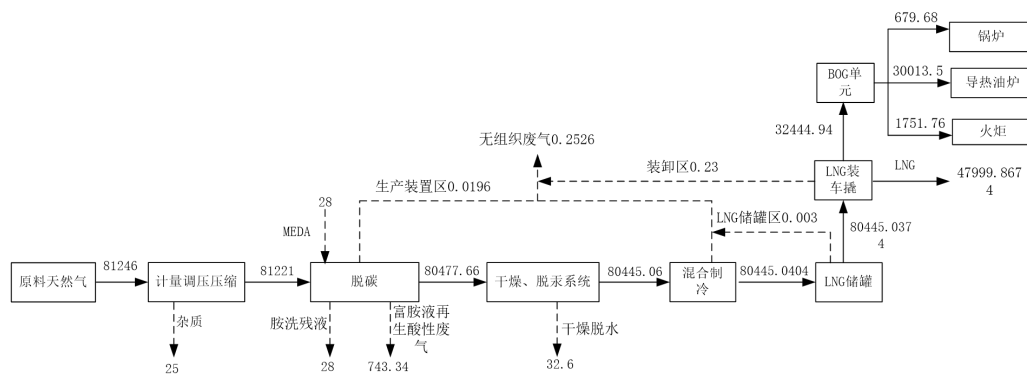 679.68
锅炉
BOG单
元
30013.5
导热油炉
1751.76
火炬
32444.94
无组织废气0.2526
装卸区0.23
LNG装
车撬
LNG
47999.867
4
生产装置区0.0196
28
MEDA
LNG储罐区0.003
80445.037
4
原料天然气
81246
计量调压压缩
81221
脱碳
80477.66
干燥、脱汞系统
80445.06
混合制
冷
80445.0404
LNG储罐
杂质
胺洗残液
富胺液再
生酸性废
气
干燥脱水
25
28
743.34
32.6